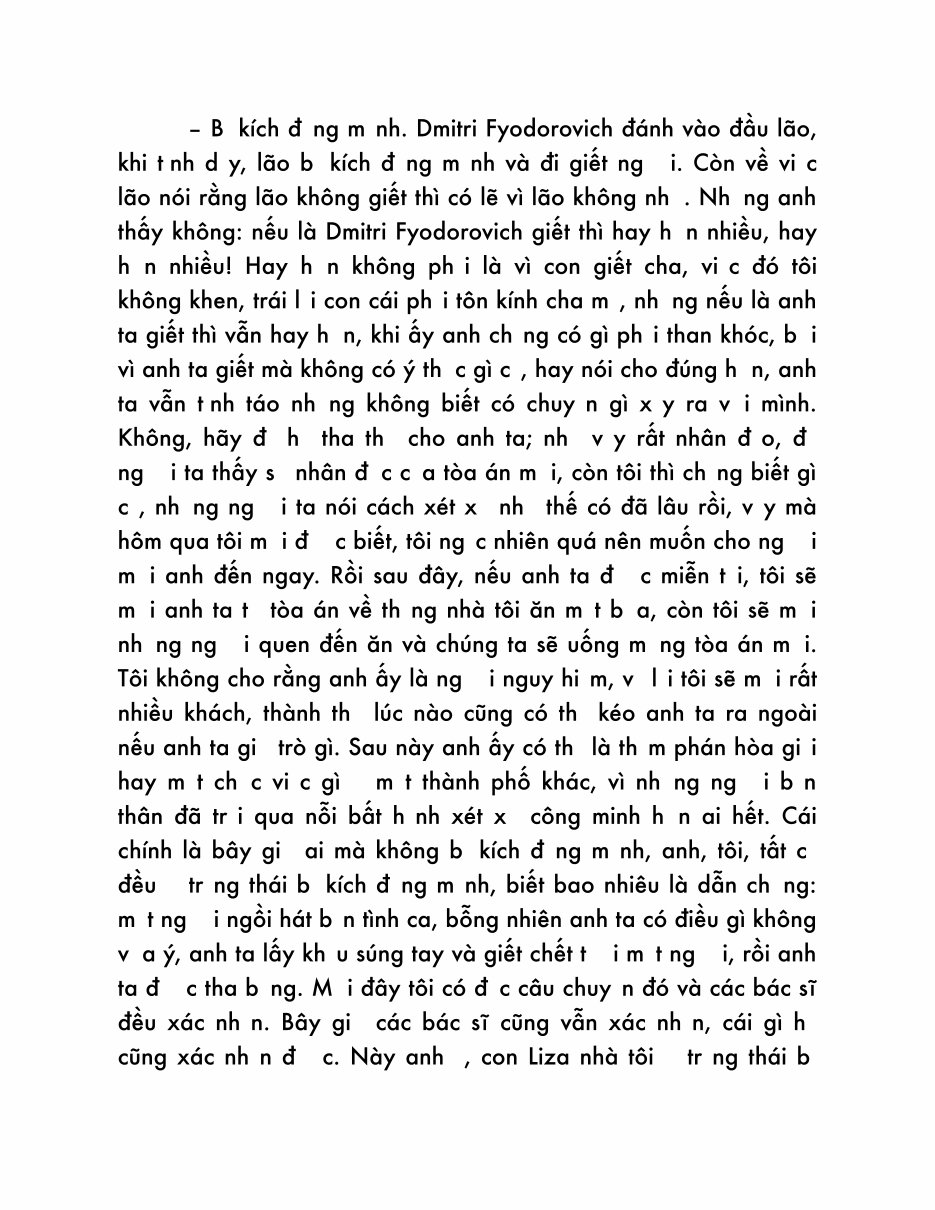 – B kích đ ng m nh. Dmitri Fyodorovich đánh vào đầu lão,
khi t nh d y, lão b kích đ ng m nh và đi giết ng i. Còn về vi c
lão nói rằng lão không giết thì có lẽ vì lão không nh . Nh ng anh
thấy không: nếu là Dmitri Fyodorovich giết thì hay h n nhiều, hay
h n nhiều! Hay h n không ph i là vì con giết cha, vi c đó tôi
không khen, trái l i con cái ph i tôn kính cha m , nh ng nếu là anh
ta giết thì vẫn hay h n, khi ấy anh ch ng có gì ph i than khóc, b i
vì anh ta giết mà không có ý th c gì c , hay nói cho đúng h n, anh
ta vẫn t nh táo nh ng không biết có chuy n gì x y ra v i mình.
Không, hãy đ h tha th cho anh ta; nh v y rất nhân đ o, đ
ng i ta thấy s nhân đ c c a tòa án m i, còn tôi thì ch ng biết gì
c , nh ng ng i ta nói cách xét x nh thế có đã lâu rồi, v y mà
hôm qua tôi m i đ c biết, tôi ng c nhiên quá nên muốn cho ng i
m i anh đến ngay. Rồi sau đây, nếu anh ta đ c miễn t i, tôi sẽ
m i anh ta t tòa án về th ng nhà tôi ăn m t b a, còn tôi sẽ m i
nh ng ng i quen đến ăn và chúng ta sẽ uống m ng tòa án m i.
Tôi không cho rằng anh ấy là ng i nguy hi m, v l i tôi sẽ m i rất
nhiều khách, thành th lúc nào cũng có th kéo anh ta ra ngoài
nếu anh ta gi trò gì. Sau này anh ấy có th là th m phán hòa gi i
hay m t ch c vi c gì m t thành phố khác, vì nh ng ng i b n
thân đã tr i qua nỗi bất h nh xét x công minh h n ai hết. Cái
chính là bây gi ai mà không b kích đ ng m nh, anh, tôi, tất c
đều tr ng thái b kích đ ng m nh, biết bao nhiêu là dẫn ch ng:
m t ng i ngồi hát b n tình ca, bỗng nhiên anh ta có điều gì không
v a ý, anh ta lấy kh u súng tay và giết chết t i m t ng i, rồi anh
ta đ c tha b ng. M i đây tôi có đ c câu chuy n đó và các bác sĩ
đều xác nh n. Bây gi các bác sĩ cũng vẫn xác nh n, cái gì h
cũng xác nh n đ c. Này anh , con Liza nhà tôi tr ng thái b